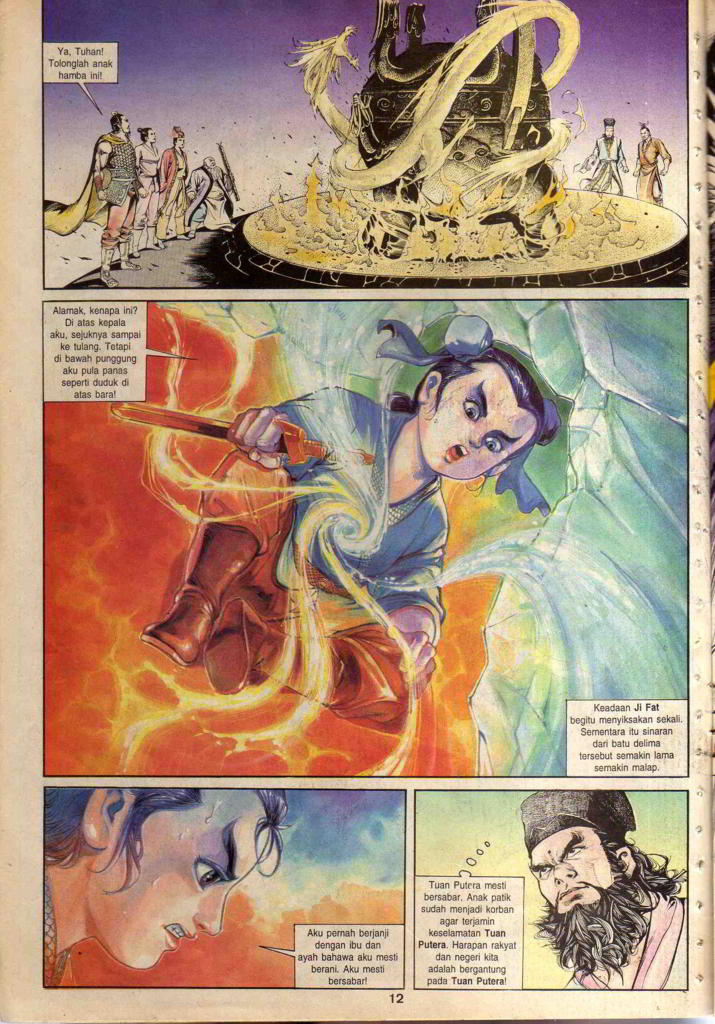 Ya, Tuhan!
Tolonglah anak
hamba ini!
Alamak, kenapa ini?
Di atas kepala
aku, sejuknya sampai
ke tulang. Tetapi
di bawah punggung
aku pula panas
seperti duduk di
atas bara!
Keadaan Ji Fat
begitu menyiksakan sekali.
Sementara itu sinaran
dari batu delima
tersebut semakin lama
semakin malap.
Aku pernah berjanji
dengan ibu dan
ayah bahawa aku mesti
berani. Aku mesti
bersabar!
Tuan Putera mesti
bersabar. Anak patik
sudah menjadi korban
agar terjamin
keselamatan Tuan
Putera. Harapan rakyat
dan negeri kita
adalah bergantung
pada Tuan Putera!
12